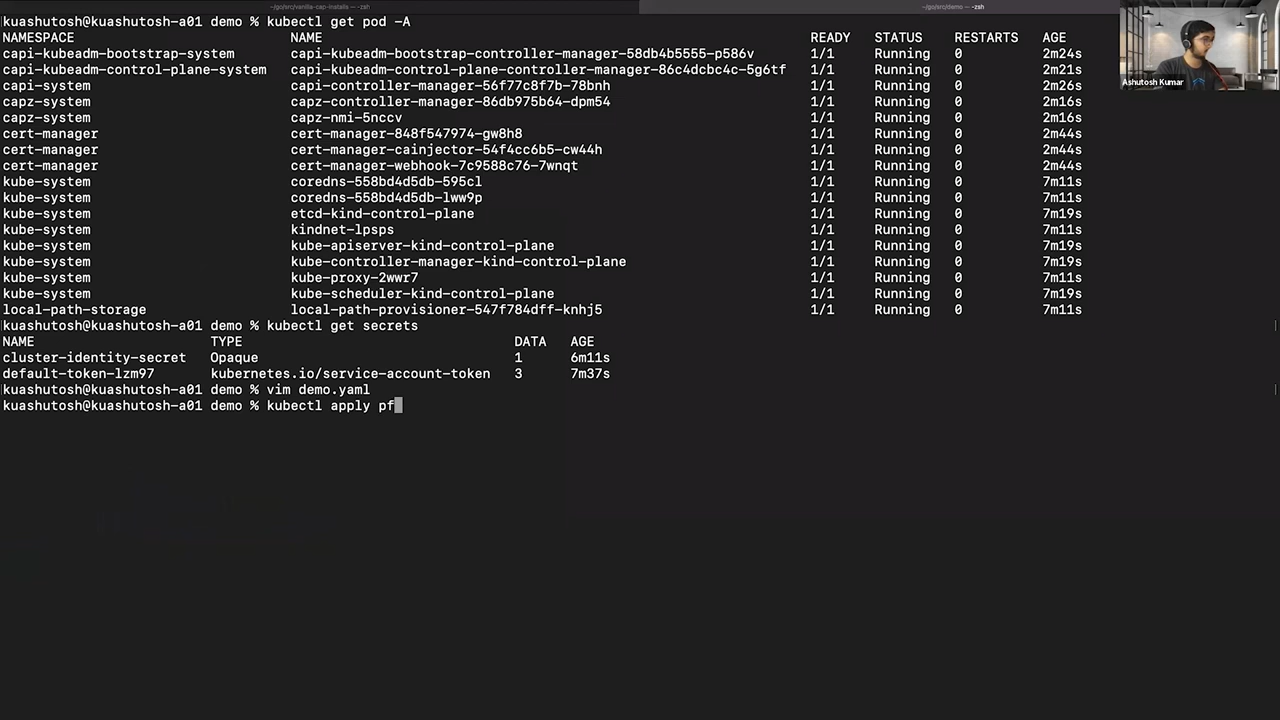 ~/go/src/vanilla-cap-installs — -zsh ~/go/src/demo — -zsh
kuashutosh@kuashutosh-a01 demo % kubectl get pod -A
NAMESPACE NAME READY STATUS RESTARTS AGE
capi-kubeadm-bootstrap-system capi-kubeadm-bootstrap-controller-manager-58db4b5555-p586v 1/1 Running 0 2m24s
capi-kubeadm-control-plane-system capi-kubeadm-control-plane-controller-manager-86c4dcbc4c-5g6tf 1/1 Running 0 2m21s
capi-system capi-controller-manager-56f77c8f7b-78bnh 1/1 Running 0 2m26s
capz-system capz-controller-manager-86db975b64-dpm54 1/1 Running 0 2m16s
capz-system capz-nmi-5nccv 1/1 Running 0 2m16s
cert-manager cert-manager-848f547974-gw8h8 1/1 Running 0 2m44s
cert-manager cert-manager-cainjector-54f4cc6b5-cw44h 1/1 Running 0 2m44s
cert-manager cert-manager-webhook-7c9588c76-7wnqt 1/1 Running 0 2m44s
kube-system coredns-558bd4d5db-595cl 1/1 Running 0 7m11s
kube-system coredns-558bd4d5db-lww9p 1/1 Running 0 7m11s
kube-system etcd-kind-control-plane 1/1 Running 0 7m19s
kube-system kindnet-lpsps 1/1 Running 0 7m11s
kube-system kube-apiserver-kind-control-plane 1/1 Running 0 7m19s
kube-system kube-controller-manager-kind-control-plane 1/1 Running 0 7m19s
kube-system kube-proxy-2wwr7 1/1 Running 0 7m11s
kube-system kube-scheduler-kind-control-plane 1/1 Running 0 7m19s
local-path-storage local-path-provisioner-547f784dff-knhj5 1/1 Running 0 7m11s
kuashutosh@kuashutosh-a01 demo % kubectl get secrets
NAME TYPE DATA AGE
cluster-identity-secret Opaque 1 6m11s
default-token-lzm97 kubernetes.io/service-account-token 3 7m37s
kuashutosh@kuashutosh-a01 demo % vim demo.yaml
kuashutosh@kuashutosh-a01 demo % kubectl apply pf
Ashutosh Kumar